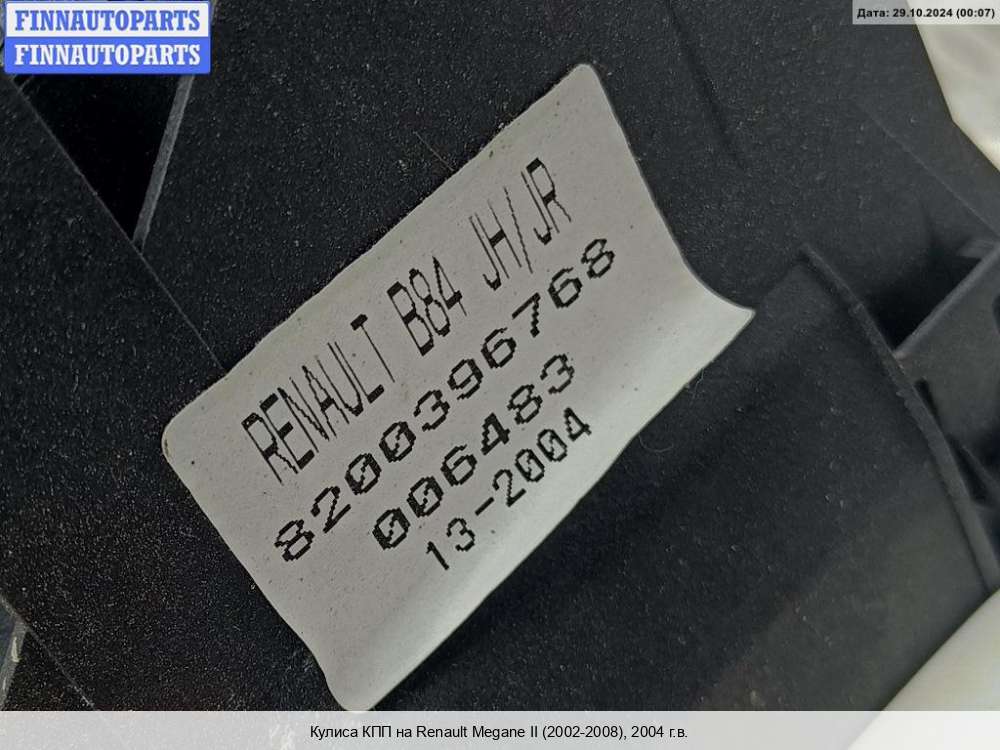 FINNAUTOPARTS
FINNAUTOPARTS
Дата: 29.10.2024 (00:07)
RENAULT B84 JH/JR
8200396768
006483
13-2004
Кулиса КПП на Renault Megane II (2002-2008), 2004 г.в.